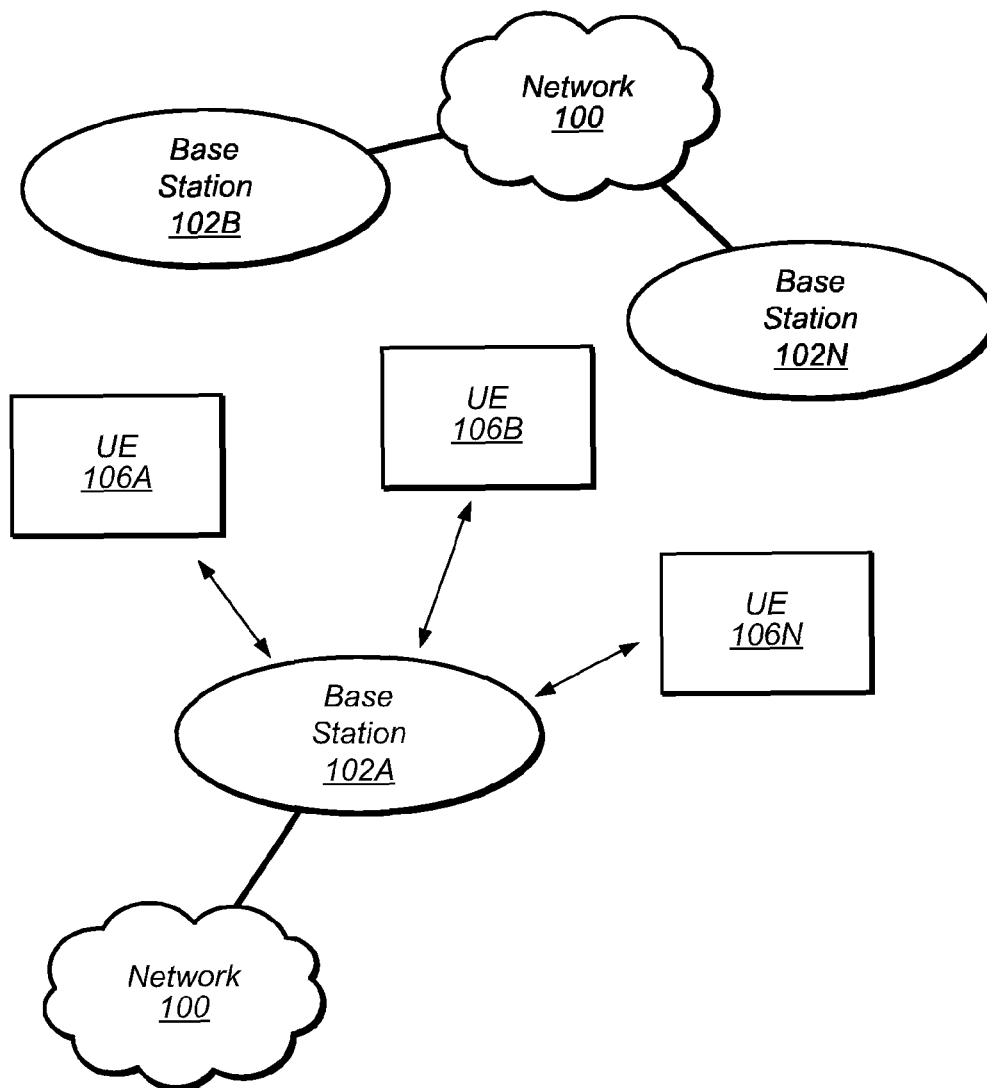 Network
100
Base
Station
102B
Base
Station
102N
UE
106B
UE
106A
UE
106N
Base
Station
102A
Network
100